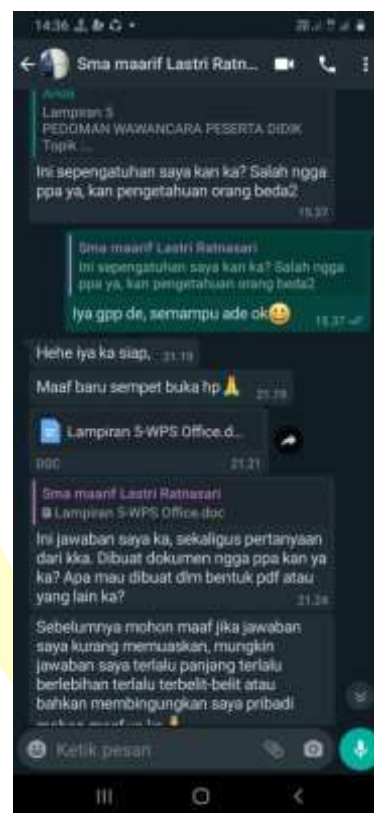 14:36
Sma maarif Lastri Ratn...
Anda
Lampiran 5
PEDOMAN WAWANCARA PESERTA DIDIK
Topik ...
Ini sepengatuhan saya kan ka? Salah ngga
ppa ya, kan pengetahuan orang beda2
15.37
Sma maarif Lastri Ratnasari
Ini sepengatuhan saya kan ka? Salah ngga
ppa ya, kan pengetahuan orang beda2
Iya gpp de, semampu ade ok😃
15.37
Hehe iya ka siap,
21.19
Maaf baru sempet buka hp🙏
21.19
Lampiran 5-WPS Office.d...
DOC
21.21
Sma maarif Lastri Ratnasari
Lampiran 5-WPS Office.doc
Ini jawaban saya ka, sekaligus pertanyaan
dari kka. Dibuat dokumen ngga ppa kan ya
ka? Apa mau dibuat dlm bentuk pdf atau
yang lain ka?
21.24
Sebelumnya mohon maaf jika jawaban
saya kurang memuaskan, mungkin
jawaban saya terlalu panjang terlalu
berlebihan terlalu terbelit-belit atau
bahkan membingungkan saya pribadi
mohon maaf ya ka🙏
Ketik pesan